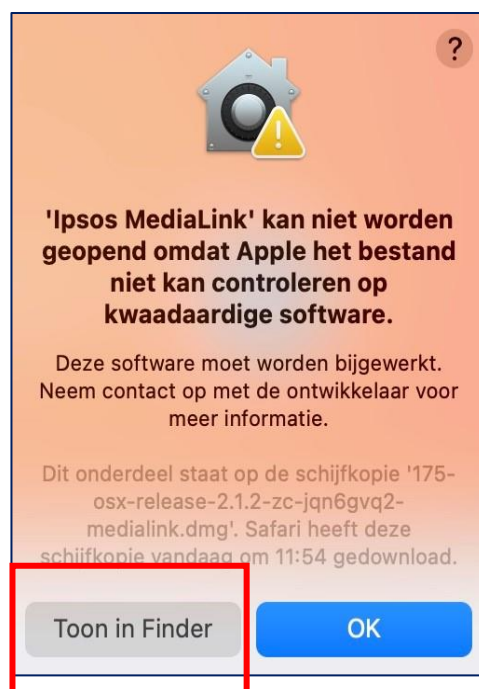 ?
'Ipsos MediaLink' kan niet worden
geopend omdat Apple het bestand
niet kan controleren op
kwaadaardige software.
Deze software moet worden bijgewerkt.
Neem contact op met de ontwikkelaar voor
meer informatie.
Dit onderdeel staat op de schijfkopie '175-
osx-release-2.1.2-zc-jqn6gvq2-
medialink.dmg'. Safari heeft deze
schijfkopie vandaag om 11:54 gedownload.
Toon in Finder OK